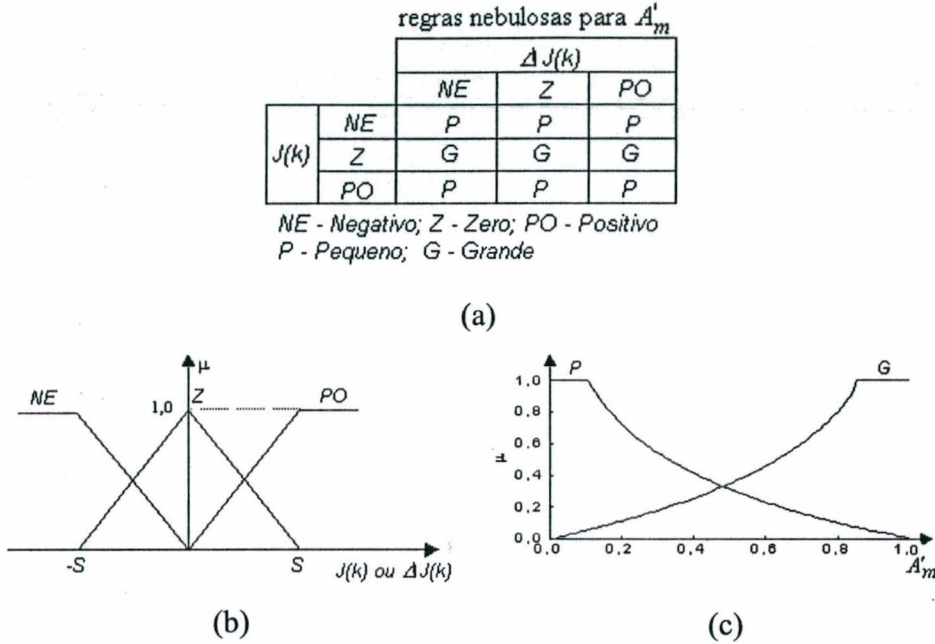 regras nebulosas para A'm
Δ J(k)
NE Z PO
J(k) NE P P P
Z G G G
PO P P P
NE - Negativo; Z - Zero; PO - Positivo
P - Pequeno; G - Grande
(a)
μ
NE Z PO
1,0
-S S J(k) ou ΔJ(k)
(b)
P G
1,0
0.8
0.6
μ
0.4
0.2
0.0
0.0 0.2 0.4 0.6 0.8 1.0
A'm
(c)